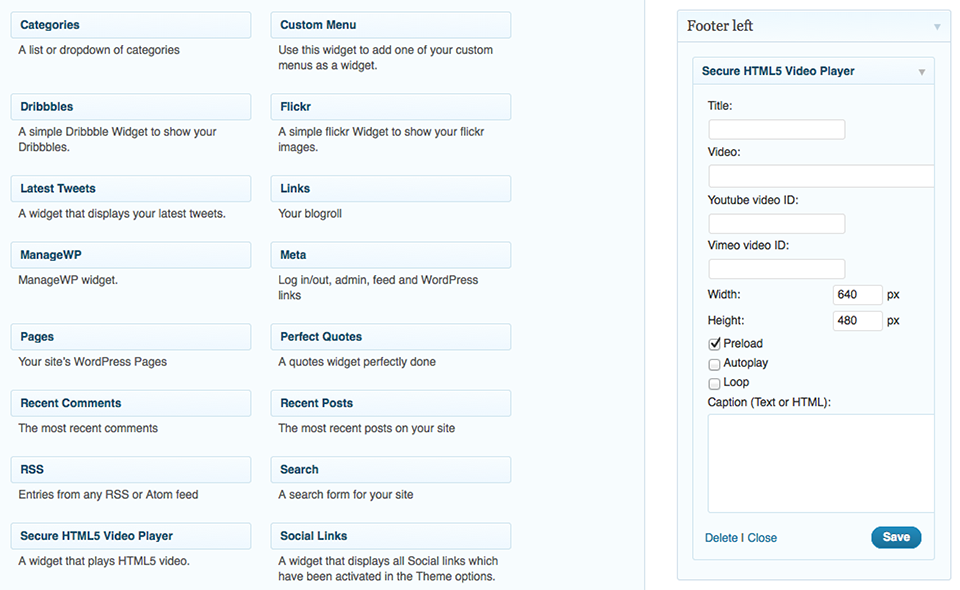 Categories
A list or dropdown of categories
Custom Menu
Use this widget to add one of your custom
menus as a widget.
Dribbbles
A simple Dribbble Widget to show your
Dribbbles.
Flickr
A simple flickr Widget to show your flickr
images.
Latest Tweets
A widget that displays your latest tweets.
Links
Your blogroll
ManageWP
ManageWP widget.
Meta
Log in/out, admin, feed and WordPress
links
Pages
Your site's WordPress Pages
Perfect Quotes
A quotes widget perfectly done
Recent Comments
The most recent comments
Recent Posts
The most recent posts on your site
RSS
Entries from any RSS or Atom feed
Search
A search form for your site
Secure HTML5 Video Player
A widget that plays HTML5 video.
Social Links
A widget that displays all Social links which
have been activated in the Theme options.
Footer left
Secure HTML5 Video Player
Title:
Video:
Youtube video ID:
Vimeo video ID:
Width: 640 px
Height: 480 px
Preload
Autoplay
Loop
Caption (Text or HTML):
Delete | Close
Save